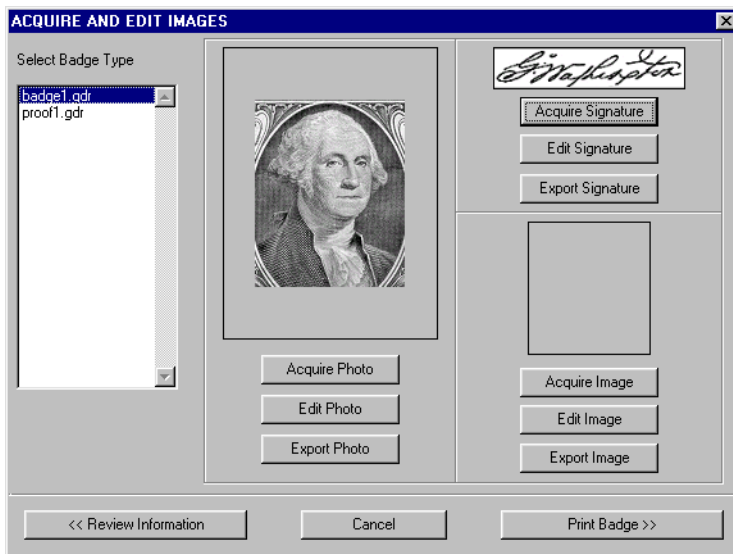 ACQUIRE AND EDIT IMAGES
Select Badge Type
badge1.gdr
proof1.gdr
Acquire Photo
Edit Photo
Export Photo
G. Washington
Acquire Signature
Edit Signature
Export Signature
Acquire Image
Edit Image
Export Image
<< Review Information
Cancel
Print Badge >>